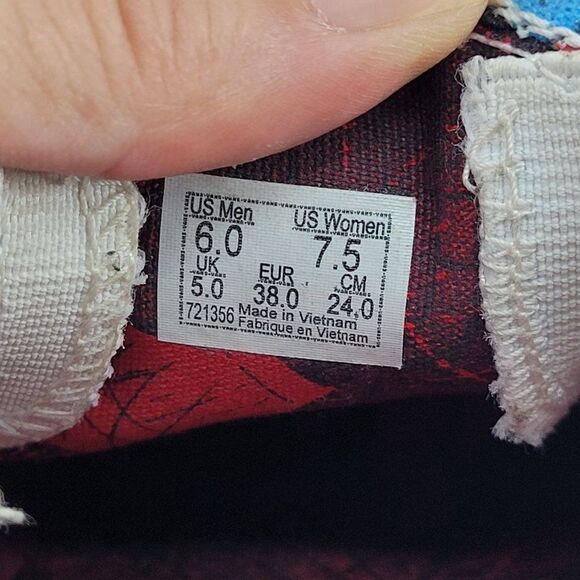 US Men US Women
6.0 7.5
UK EUR CM
5.0 38.0 24.0
721356 Made in Vietnam
Fabrique en Vietnam